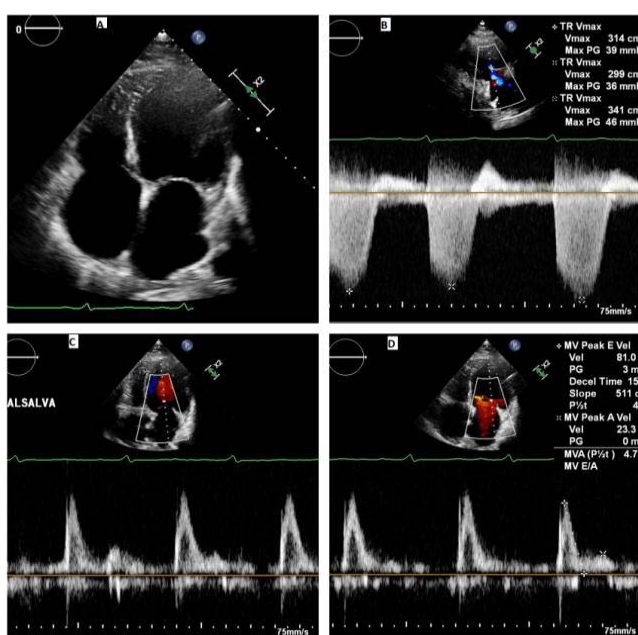 A
0
X2
B
TR Vmax
Vmax 314 cm
Max PG 39 mmH
TR Vmax
Vmax 299 cm
Max PG 36 mmH
TR Vmax
Vmax 341 cm
Max PG 46 mmH
75mm/s
C
X2
ALSALVA
75mm/s
D
X2
MV Peak E Vel
Vel 81.0
PG 3 m
Decel Time 15
Slope 511 c
P½t 4
MV Peak A Vel
Vel 23.3
PG 0 m
MVA (P½t) 4.7
MV E/A
75mm/s